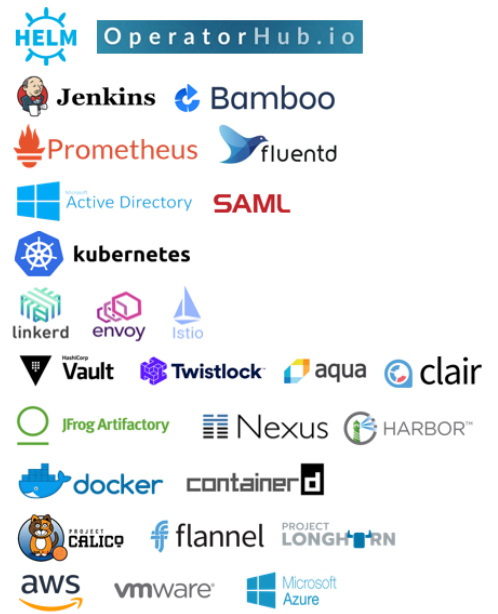 HELM OperatorHub.io
Jenkins Bamboo
Prometheus fluentd
Microsoft
Active Directory SAML
kubernetes
linkerd envoy Istio
HashiCorp
Vault Twistlock aqua clair
JFrog Artifactory Nexus HARBOR™
docker containerd
PROJECT CALICO flannel PROJECT LONGHORN
aws vmware® Microsoft Azure